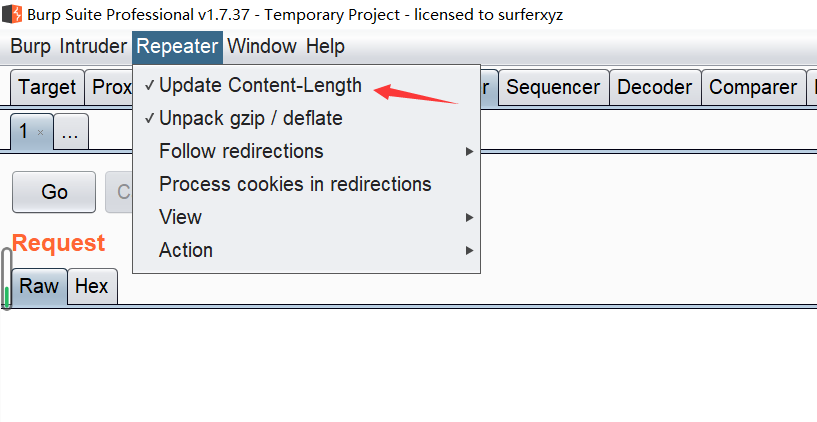 Burp Suite Professional v1.7.37 - Temporary Project - licensed to surferxyz
Burp Intruder Repeater Window Help
Target Prox r Sequencer Decoder Comparer
✓ Update Content-Length
✓ Unpack gzip / deflate
Follow redirections
Process cookies in redirections
View
Action
1 × ...
Go C
Request
Raw Hex